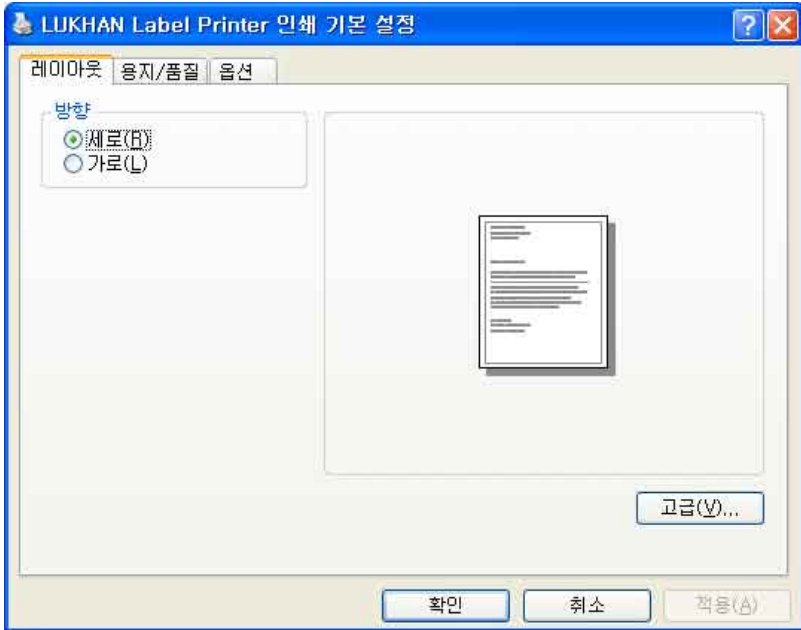 LUKHAN Label Printer 인쇄 기본 설정
레이아웃 용지/품질 옵션
방향
세로(R)
가로(L)
고급(V)...
확인 취소 적용(A)